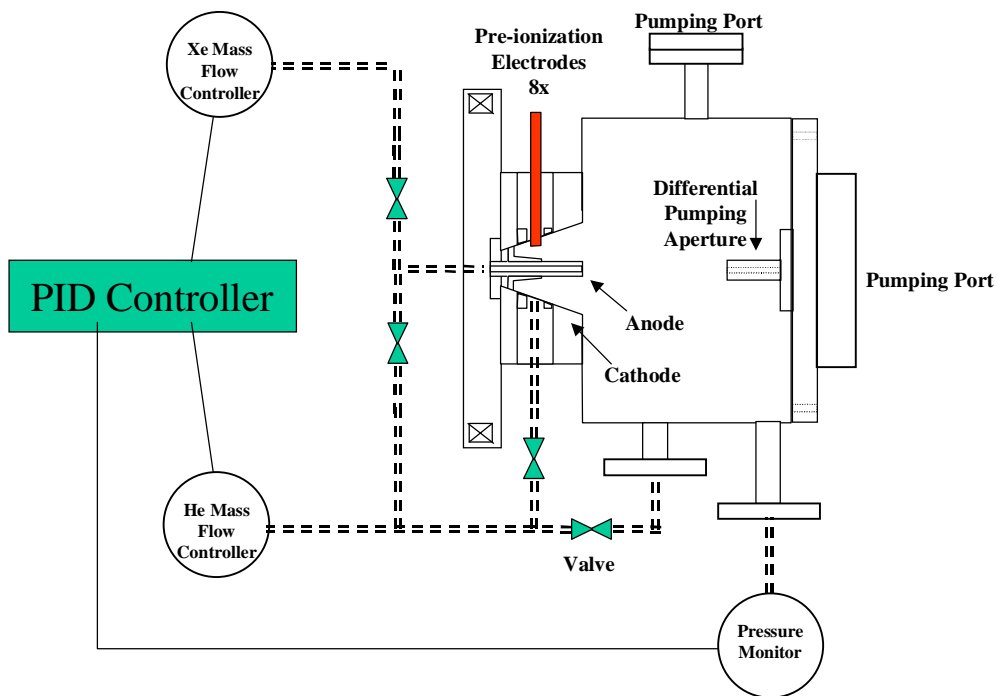 Pumping Port
Pre-ionization
Electrodes
8x
Xe Mass
Flow
Controller
Differential
Pumping
Aperture
Pumping Port
PID Controller
Anode
Cathode
He Mass
Flow
Controller
Valve
Pressure
Monitor